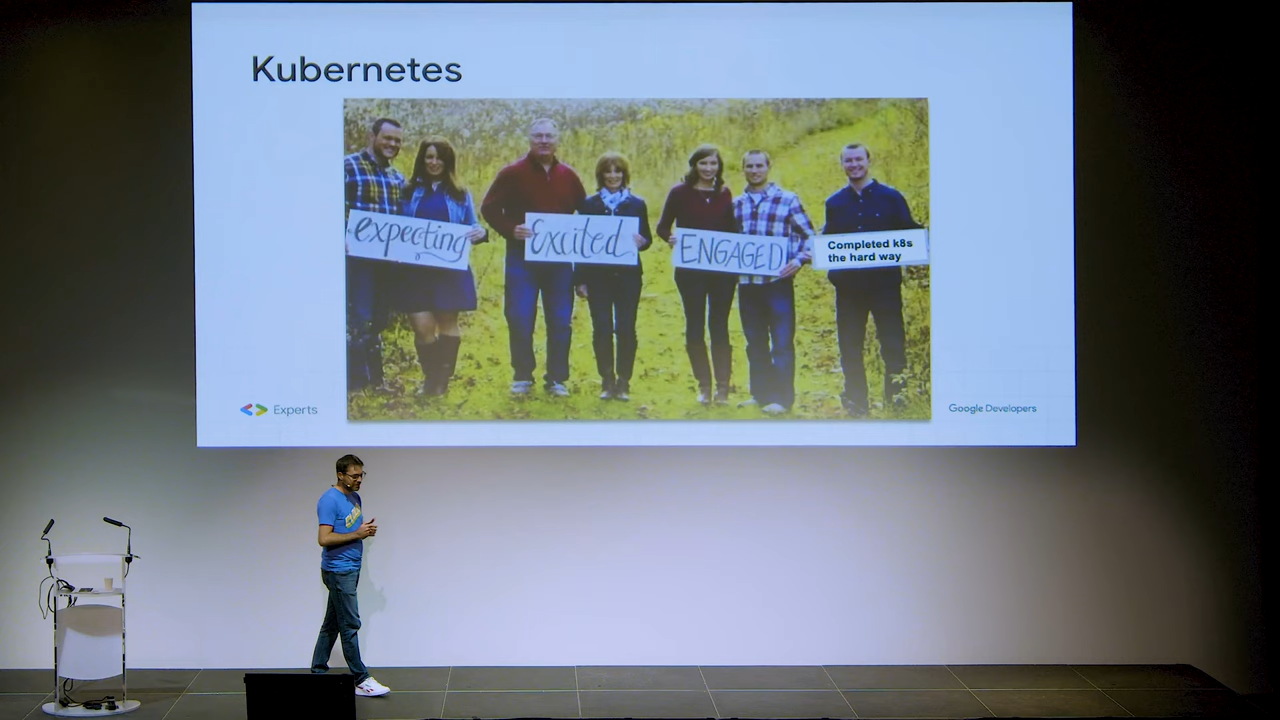 Kubernetes
expecting
Excited
ENGAGED
Completed k8s
the hard way
Experts
Google Developers